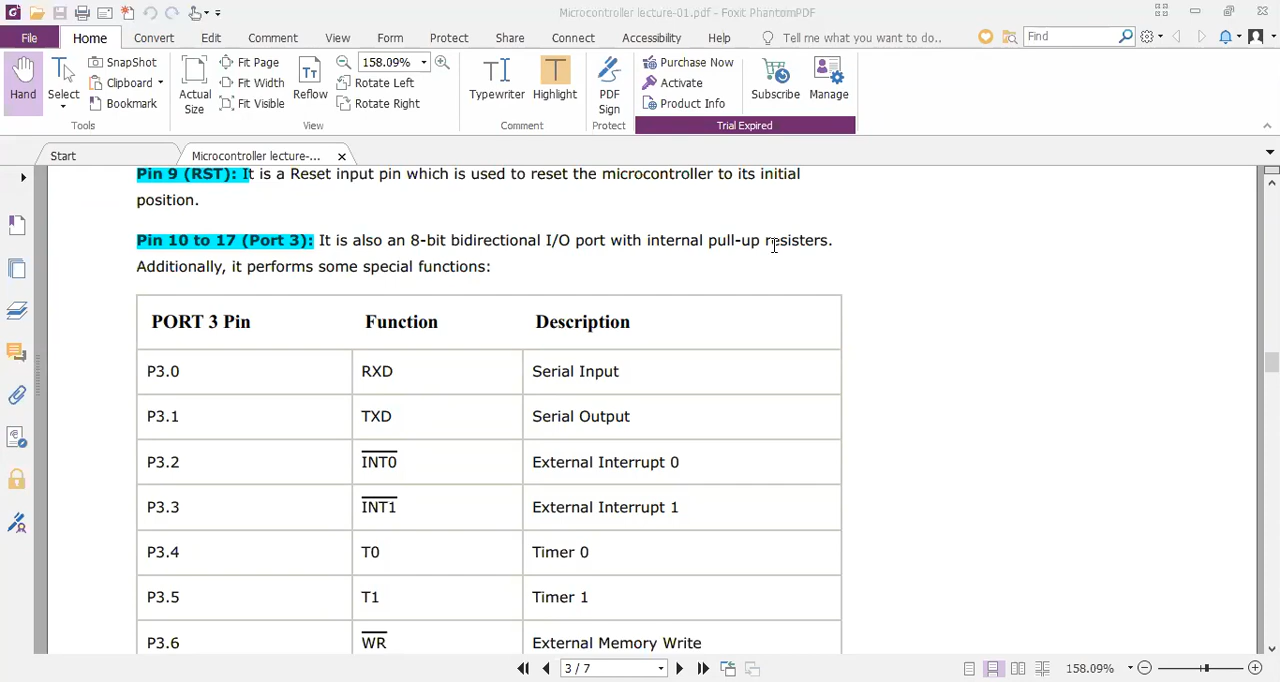 Microcontroller lecture-01.pdf - Foxit PhantomPDF
File Home Convert Edit Comment View Form Protect Share Connect Accessibility Help Tell me what you want to do.. Find
Hand
Select
SnapShot
Clipboard
Bookmark
Tools
Actual
Size
Fit Page
Fit Width
Fit Visible
Reflow
158.09%
Rotate Left
Rotate Right
View
Typewriter
Highlight
Comment
PDF
Sign
Protect
Purchase Now
Activate
Product Info
Subscribe
Manage
Trial Expired
Start Microcontroller lecture-...
Pin 9 (RST): It is a Reset input pin which is used to reset the microcontroller to its initial
position.
Pin 10 to 17 (Port 3): It is also an 8-bit bidirectional I/O port with internal pull-up resisters.
Additionally, it performs some special functions:
PORT 3 Pin Function Description
P3.0 RXD Serial Input
P3.1 TXD Serial Output
P3.2 INT0 External Interrupt 0
P3.3 INT1 External Interrupt 1
P3.4 T0 Timer 0
P3.5 T1 Timer 1
P3.6 WR External Memory Write
3 / 7 158.09%